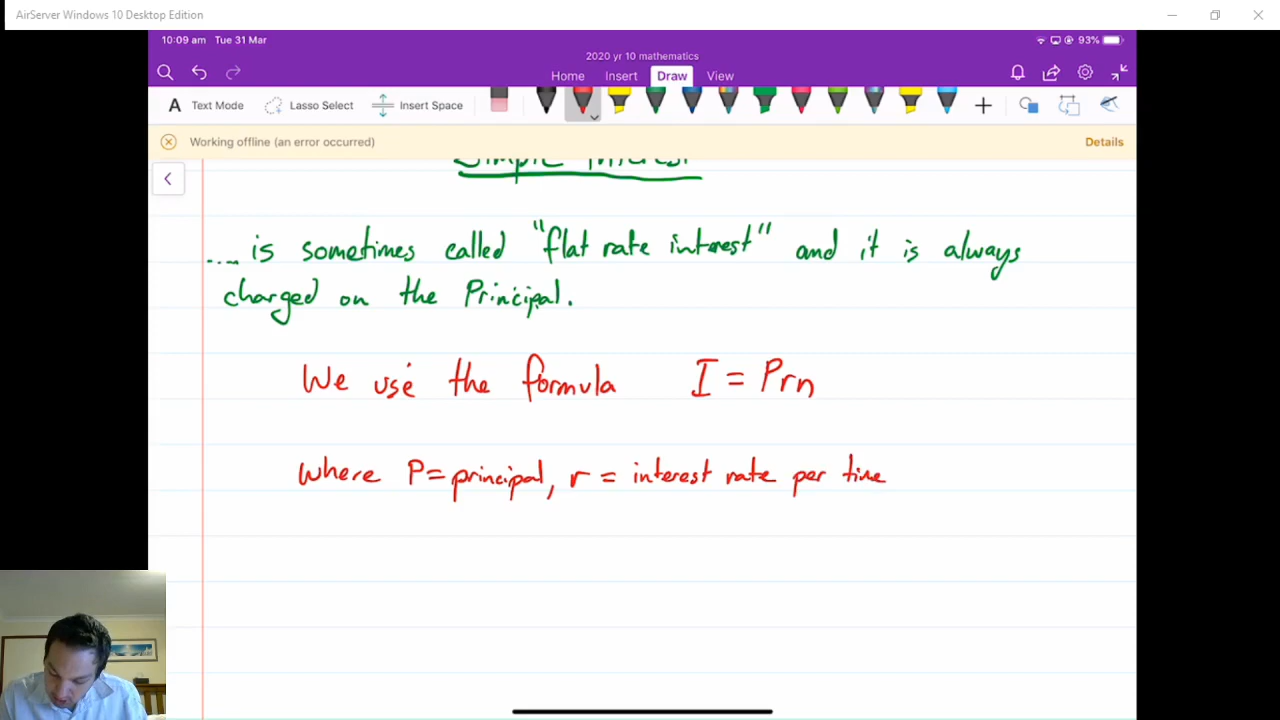 AirServer Windows 10 Desktop Edition
10:09 am Tue 31 Mar
93%
2020 yr 10 mathematics
Home Insert Draw View
A Text Mode Lasso Select Insert Space
Working offline (an error occurred) Details
Simple Interest
.... is sometimes called "flat rate interest" and it is always
charged on the Principal.
We use the formula I = Prn
where P = principal, r = interest rate per time